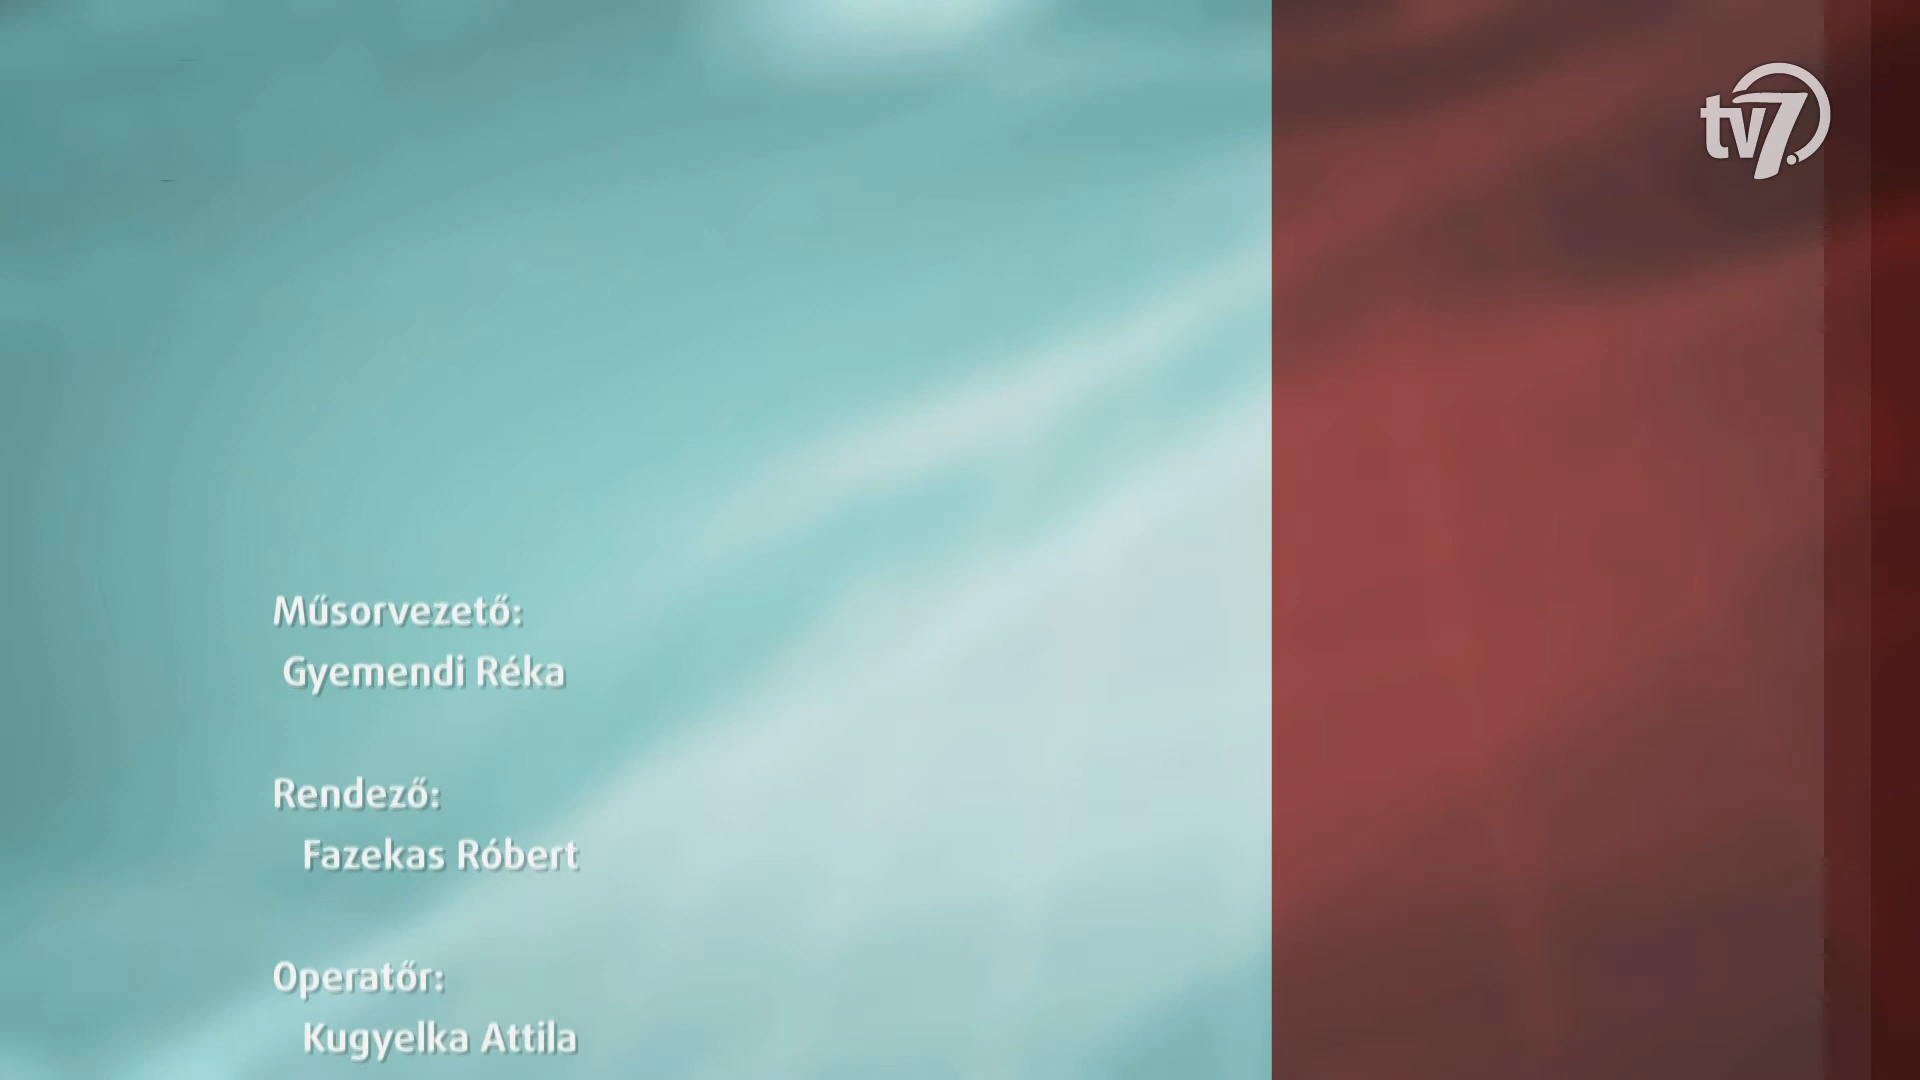 tv7.
Műsorvezető:
Gyemendi Réka
Rendező:
Fazekas Róbert
Operatőr:
Kugyelka Attila